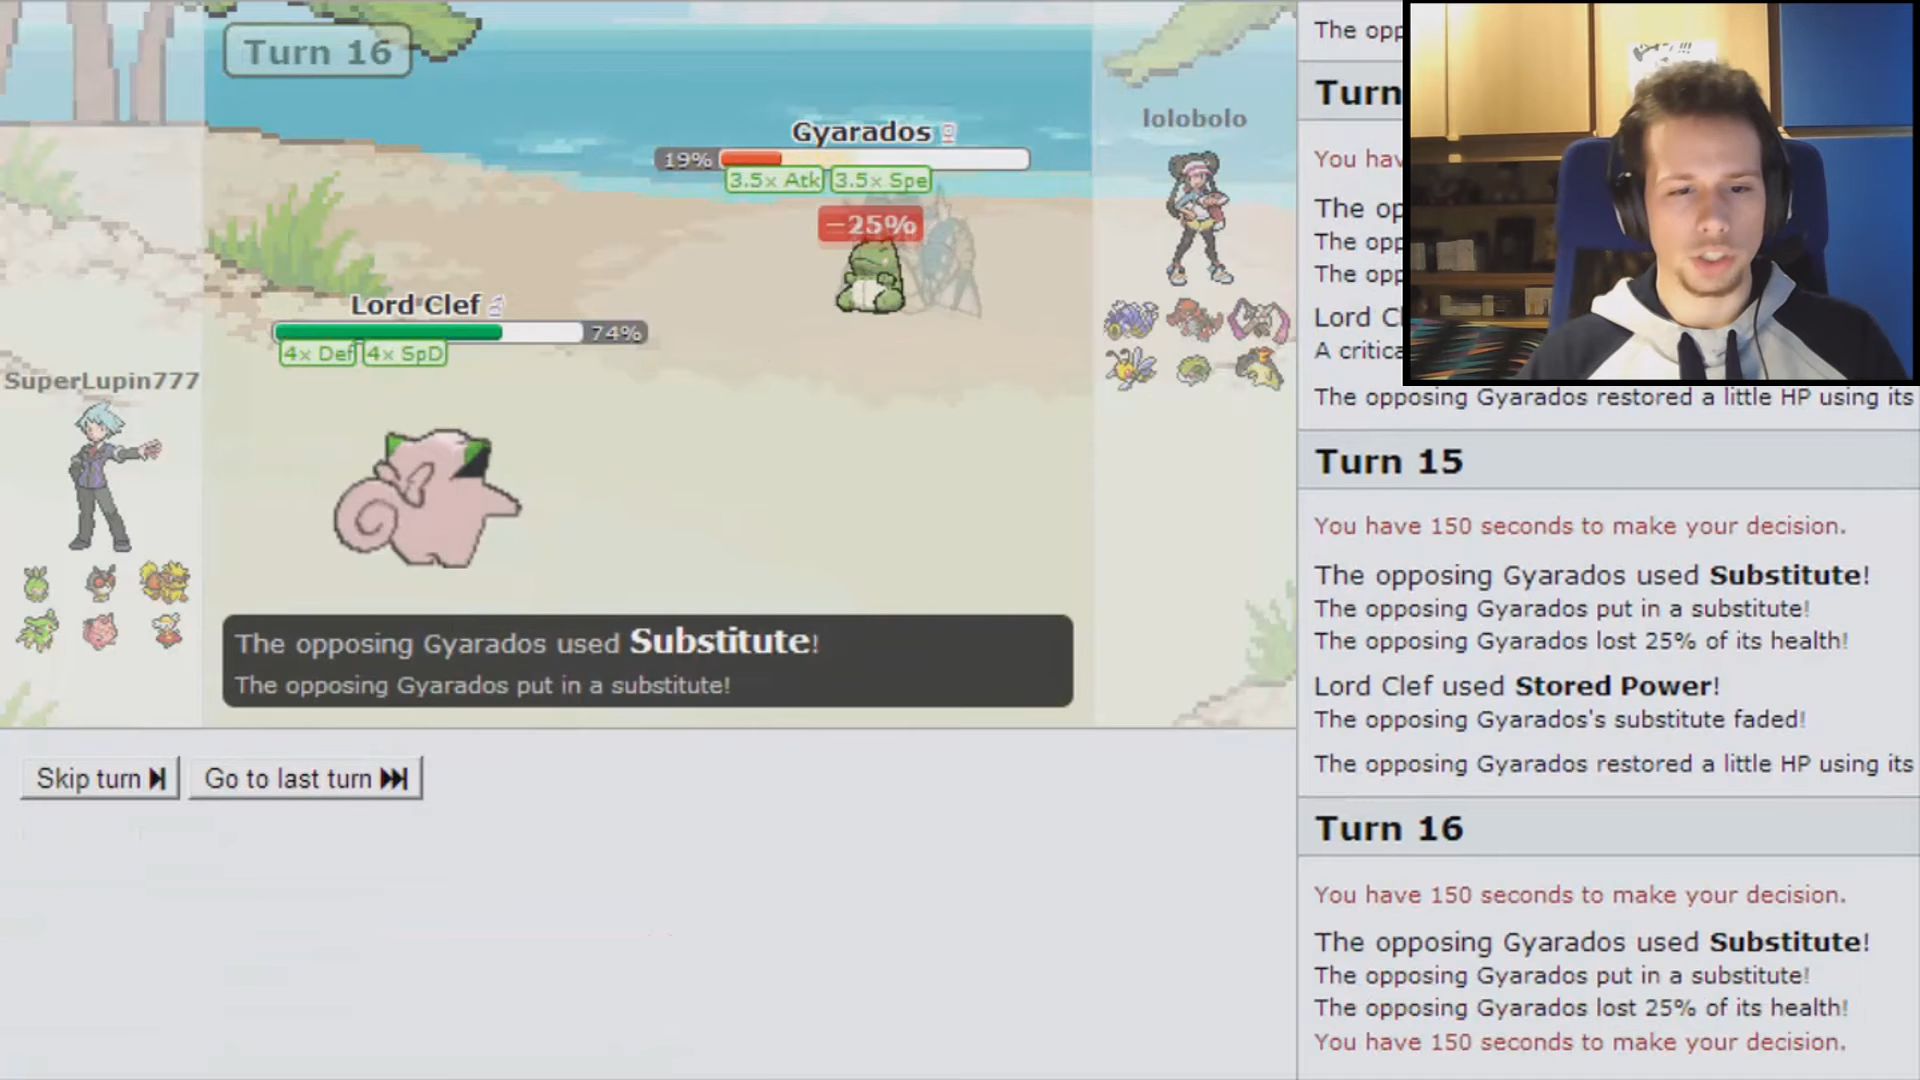 Turn 16
Gyarados
19%
3.5× Atk 3.5× Spe
−25%
lolobolo
Lord Clef
74%
4× Def 4× SpD
SuperLupin777
The opposing Gyarados used Substitute!
The opposing Gyarados put in a substitute!
Skip turn
Go to last turn
The opp
Turn
You hav
The op
The opp
The opp
Lord Cl
A critica
The opposing Gyarados restored a little HP using its
Turn 15
You have 150 seconds to make your decision.
The opposing Gyarados used Substitute!
The opposing Gyarados put in a substitute!
The opposing Gyarados lost 25% of its health!
Lord Clef used Stored Power!
The opposing Gyarados's substitute faded!
The opposing Gyarados restored a little HP using its
Turn 16
You have 150 seconds to make your decision.
The opposing Gyarados used Substitute!
The opposing Gyarados put in a substitute!
The opposing Gyarados lost 25% of its health!
You have 150 seconds to make your decision.